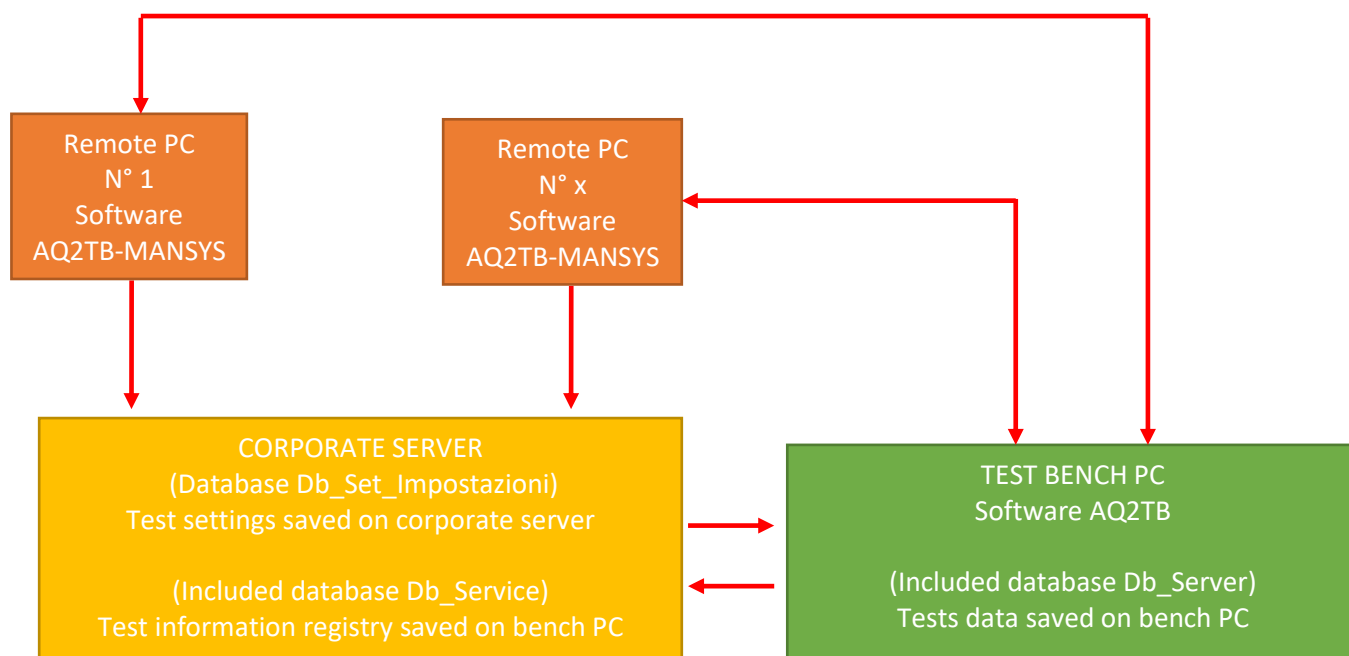 Remote PC
N° 1
Software
AQ2TB-MANSYS
Remote PC
N° x
Software
AQ2TB-MANSYS
CORPORATE SERVER
(Database Db_Set_Impostazioni)
Test settings saved on corporate server
(Included database Db_Service)
Test information registry saved on bench PC
TEST BENCH PC
Software AQ2TB
(Included database Db_Server)
Tests data saved on bench PC